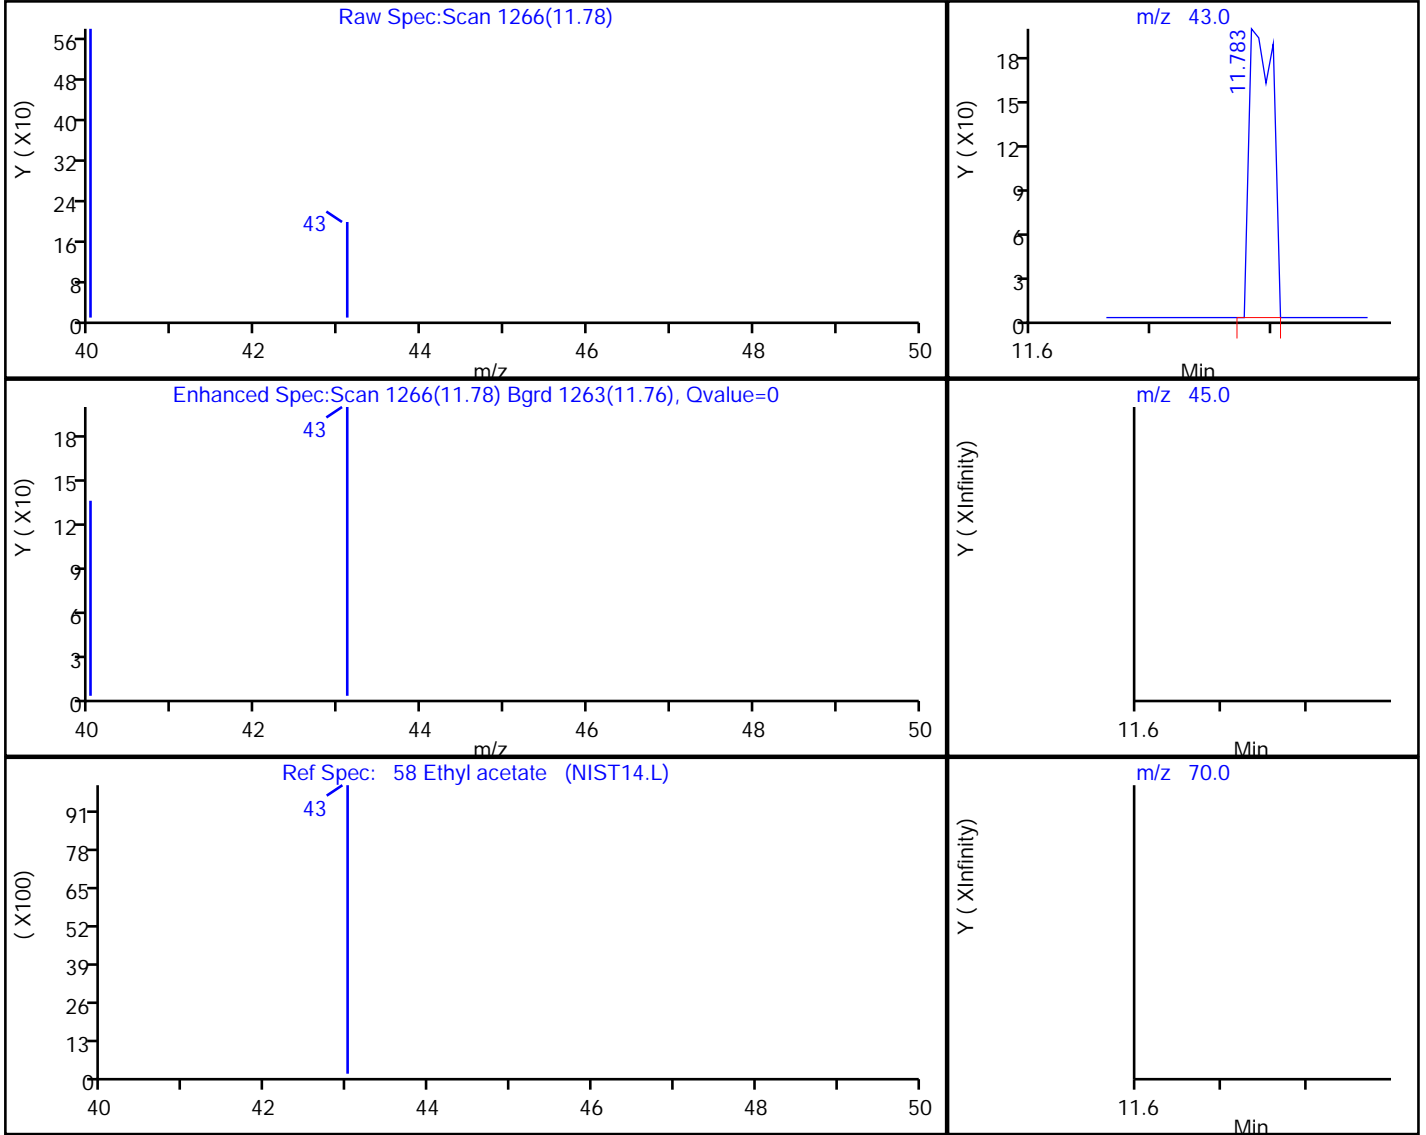 Raw Spec:Scan 1266(11.78)
Y ( X10)
56
48
40
32
24
16
8
0
43
40 42 44 46 48 50
m/z
m/z 43.0
Y ( X10)
18
15
12
9
6
3
0
11.783
11.6
Min
Enhanced Spec:Scan 1266(11.78) Bgrd 1263(11.76), Qvalue=0
Y ( X10)
18
15
12
9
6
3
0
43
40 42 44 46 48 50
m/z
m/z 45.0
Y ( XInfinity)
11.6
Min
Ref Spec: 58 Ethyl acetate (NIST14.L)
( X100)
91
78
65
52
39
26
13
0
43
40 42 44 46 48 50
m/z 70.0
Y ( XInfinity)
11.6
Min